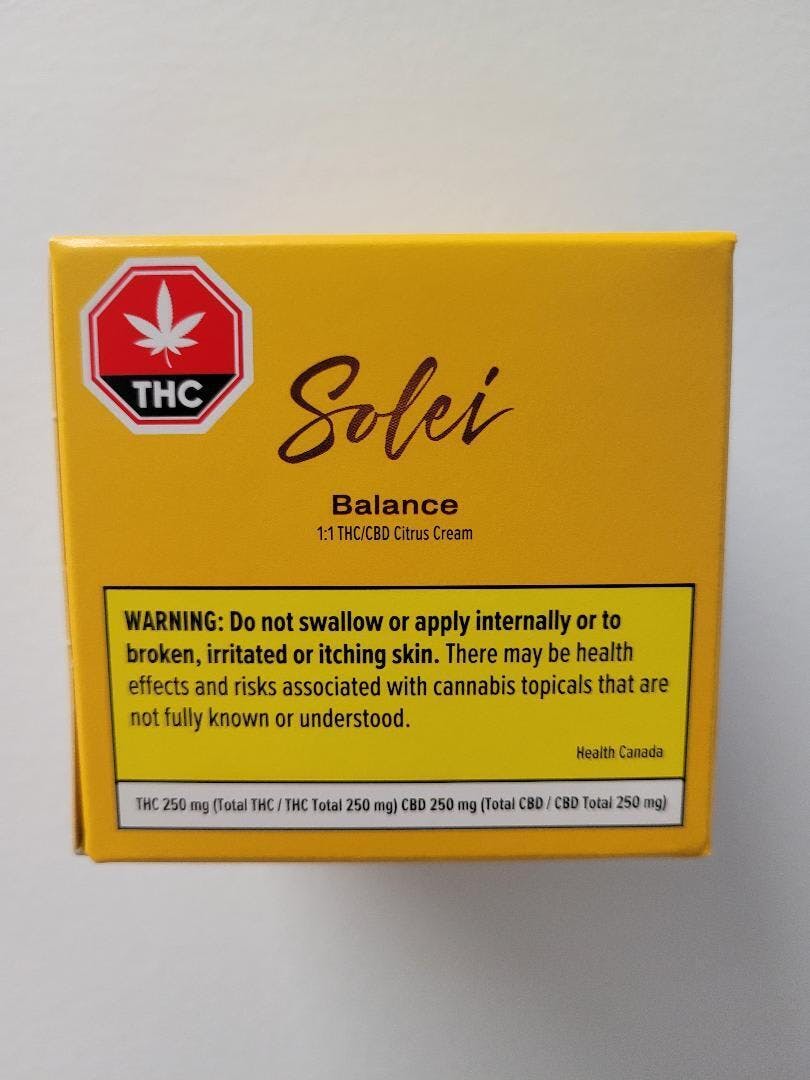 THC
Solei
Balance
1:1 THC/CBD Citrus Cream
WARNING: Do not swallow or apply internally or to
broken, irritated or itching skin. There may be health
effects and risks associated with cannabis topicals that are
not fully known or understood.
Health Canada
THC 250 mg (Total THC / THC Total 250 mg) CBD 250 mg (Total CBD / CBD Total 250 mg)